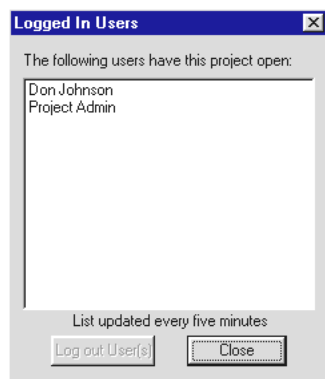 Logged In Users
The following users have this project open:
Don Johnson
Project Admin
List updated every five minutes
Log out User(s)
Close